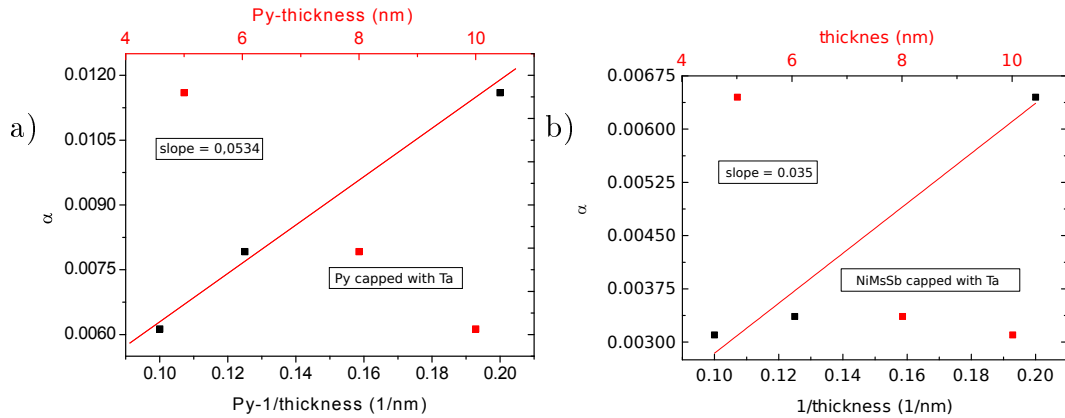 a)
Py-thickness (nm)
4 6 8 10
0.0120
0.0105
0.0090
0.0075
0.0060
α
slope = 0,0534
Py capped with Ta
0.10 0.12 0.14 0.16 0.18 0.20
Py-1/thickness (1/nm)
b)
thicknes (nm)
4 6 8 10
0.00675
0.00600
0.00525
0.00450
0.00375
0.00300
α
slope = 0.035
NiMsSb capped with Ta
0.10 0.12 0.14 0.16 0.18 0.20
1/thickness (1/nm)